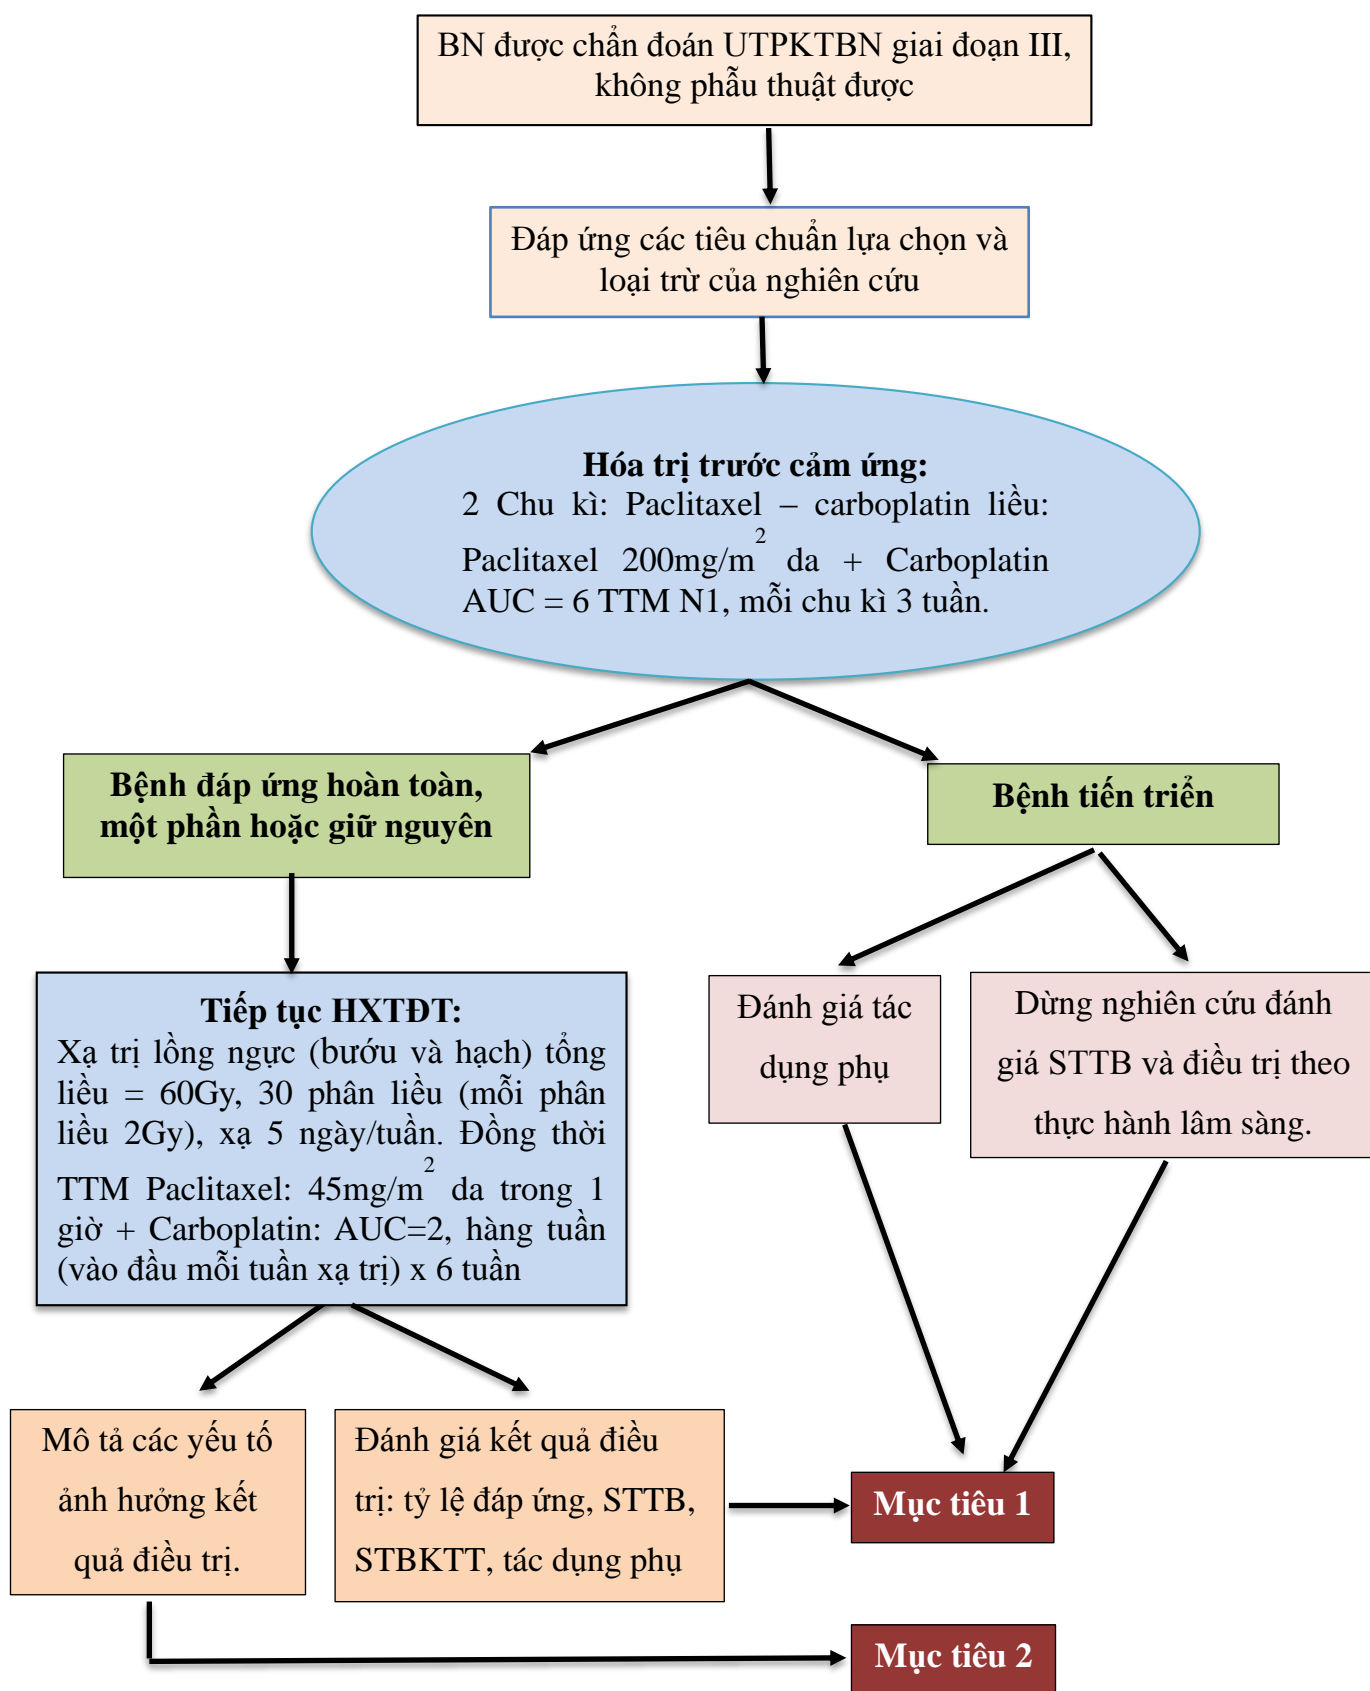 BN được chẩn đoán UTPKTBN giai đoạn III,
không phẫu thuật được
Đáp ứng các tiêu chuẩn lựa chọn và
loại trừ của nghiên cứu
Hóa trị trước cảm ứng:
2 Chu kì: Paclitaxel – carboplatin liều:
Paclitaxel 200mg/m² da + Carboplatin
AUC = 6 TTM N1, mỗi chu kì 3 tuần.
Bệnh đáp ứng hoàn toàn,
một phần hoặc giữ nguyên
Bệnh tiến triển
Tiếp tục HXTĐT:
Xạ trị lồng ngực (bướu và hạch) tổng
liều = 60Gy, 30 phân liều (mỗi phân
liều 2Gy), xạ 5 ngày/tuần. Đồng thời
TTM Paclitaxel: 45mg/m² da trong 1
giờ + Carboplatin: AUC=2, hàng tuần
(vào đầu mỗi tuần xạ trị) x 6 tuần
Đánh giá tác
dụng phụ
Dừng nghiên cứu đánh
giá STTB và điều trị theo
thực hành lâm sàng.
Mô tả các yếu tố
ảnh hưởng kết
quả điều trị.
Đánh giá kết quả điều
trị: tỷ lệ đáp ứng, STTB,
STBKTT, tác dụng phụ
Mục tiêu 1
Mục tiêu 2